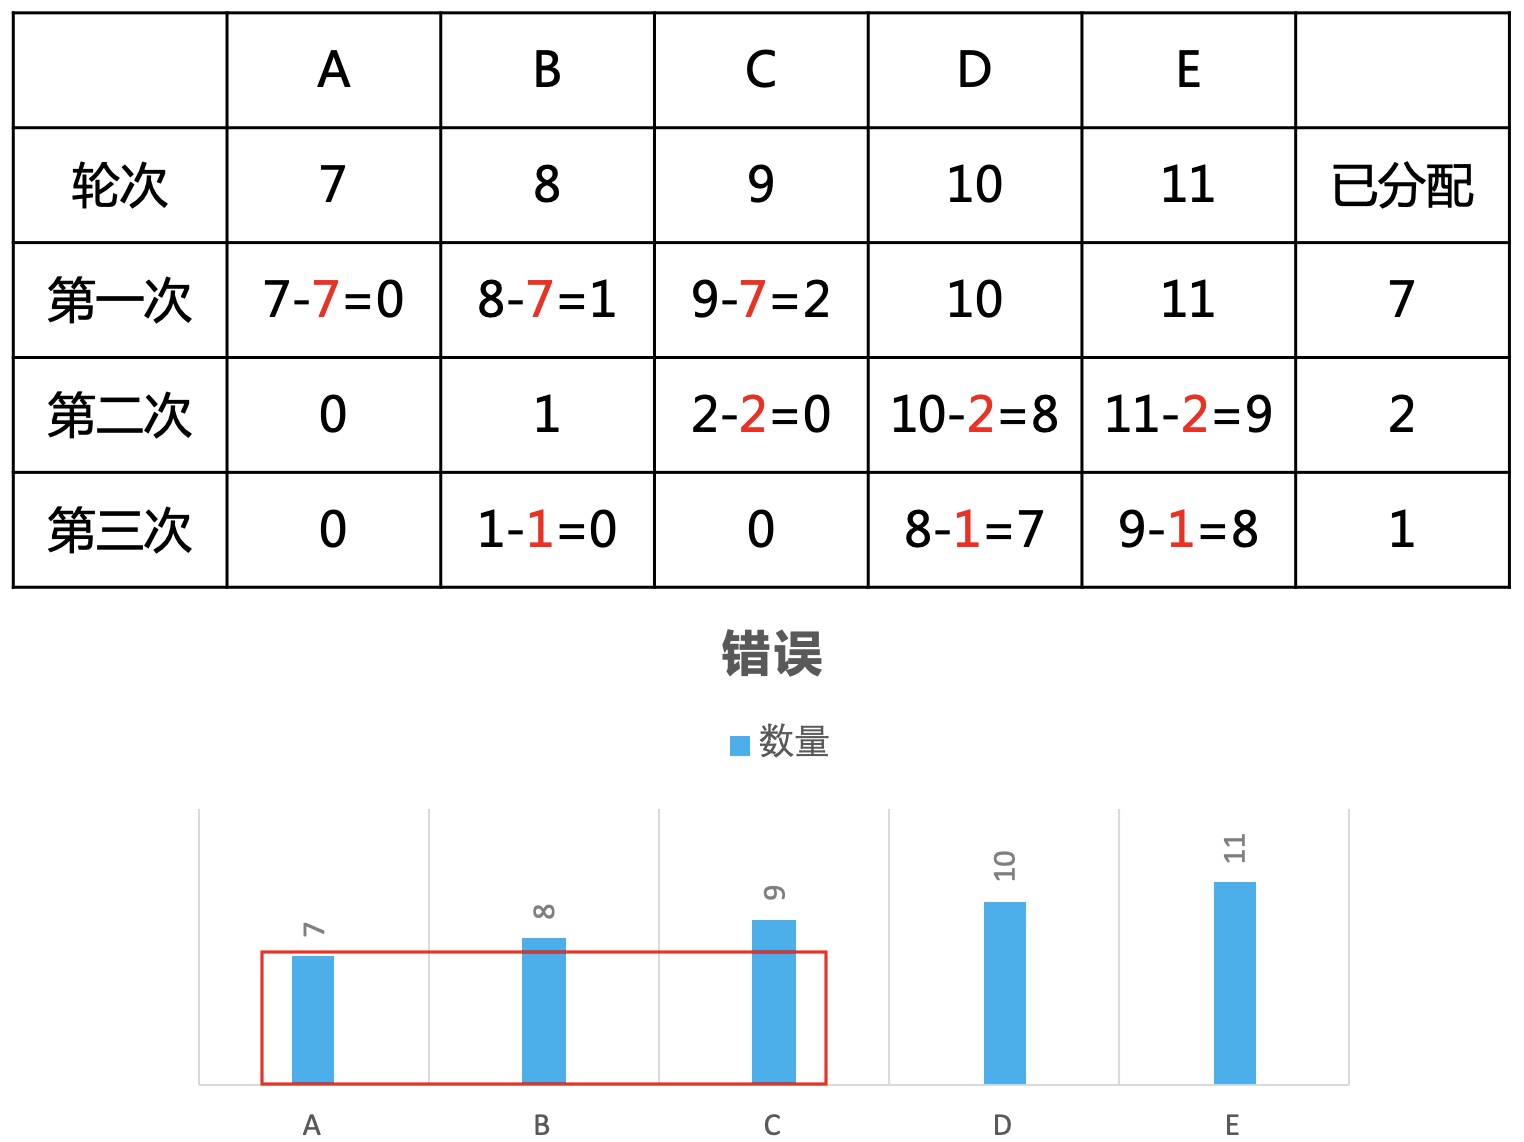 A B C D E
轮次 7 8 9 10 11 已分配
第一次 7-7=0 8-7=1 9-7=2 10 11 7
第二次 0 1 2-2=0 10-2=8 11-2=9 2
第三次 0 1-1=0 0 8-1=7 9-1=8 1
错误
数量
7 8 9 10 11
A B C D E